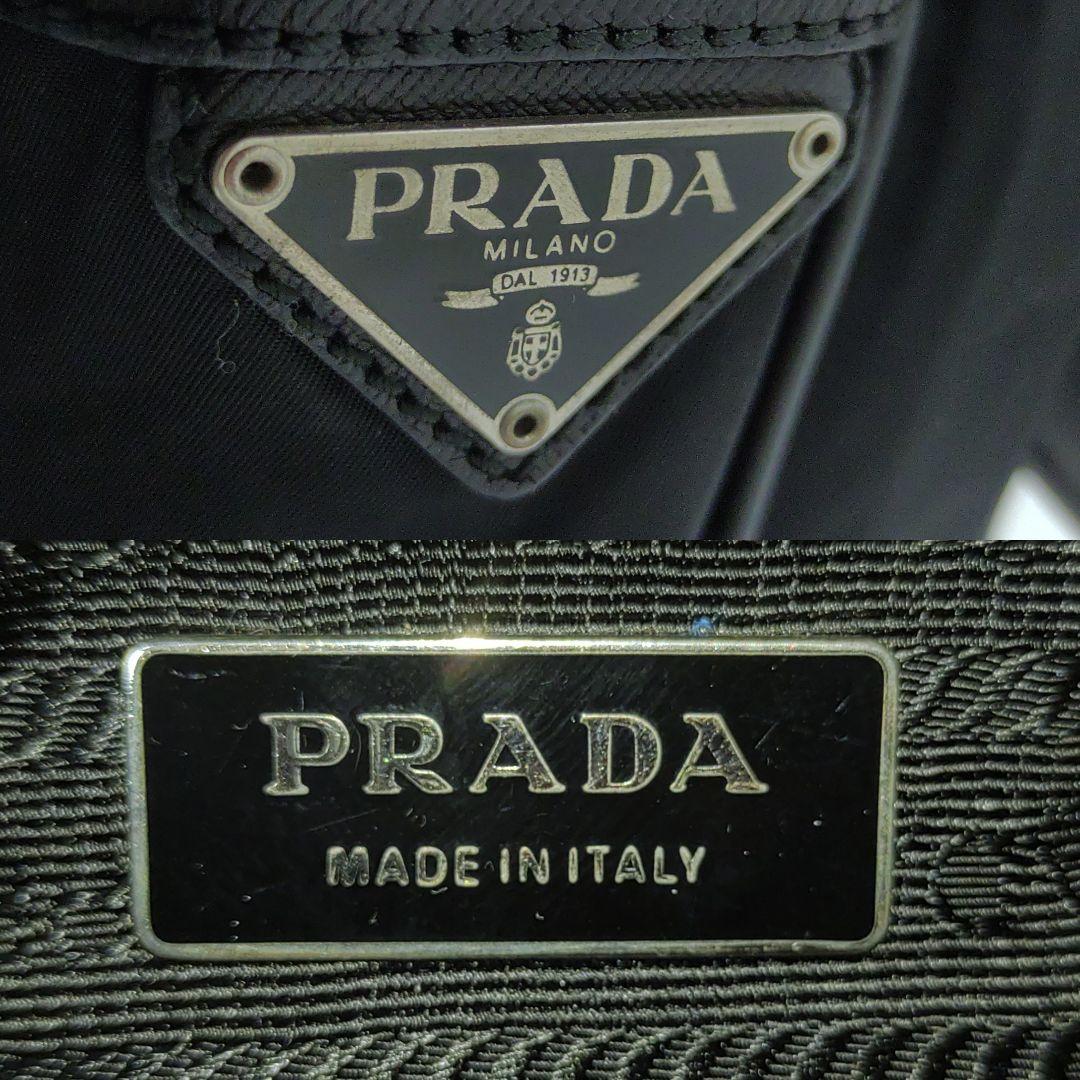 PRADA
MILANO
DAL 1913
PRADA
MADE IN ITALY